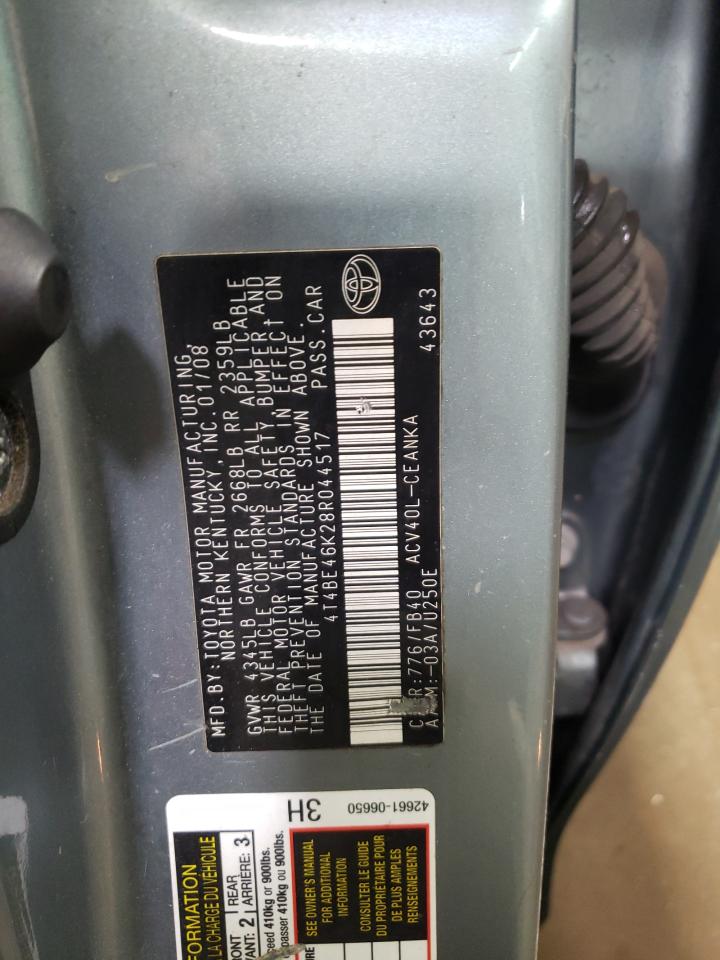 MFD.BY:TOYOTA MOTOR MANUFACTURING,
NORTHERN KENTUCKY, INC. 01/08
GVWR 4345LB GAWR FR 2668LB RR 2359LB
THIS VEHICLE CONFORMS TO ALL APPLICABLE
FEDERAL MOTOR VEHICLE SAFETY, BUMPER, AND
THEFT PREVENTION STANDARDS IN EFFECT ON
THE DATE OF MANUFACTURE SHOWN ABOVE.
4T4BE46K28R044517 PASS.CAR
C R:776/FB40 ACV40L-CEANKA 43643
A M:-03A/U250E
3H
42661-06650
FORMATION
LA CHARGE DU VÉHICULE
RONT
VANT: 2
REAR
ARRIÈRE: 3
ceed 410kg or 900lbs.
passer 410kg ou 900lbs.
SEE OWNER'S MANUAL
FOR ADDITIONAL
INFORMATION
CONSULTER LE GUIDE
DU PROPRIÉTAIRE POUR
DE PLUS AMPLES
RENSEIGNEMENTS